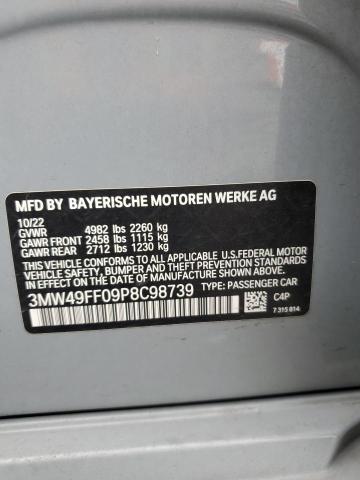 MFD BY BAYERISCHE MOTOREN WERKE AG
10/22
GVWR 4982 lbs 2260 kg
GAWR FRONT 2458 lbs 1115 kg
GAWR REAR 2712 lbs 1230 kg
THIS VEHICLE CONFORMS TO ALL APPLICABLE U.S.FEDERAL MOTOR
VEHICLE SAFETY, BUMPER, AND THEFT PREVENTION STANDARDS IN
EFFECT ON THE DATE OF MANUFACTURE SHOWN ABOVE.
3MW49FF09P8C98739 TYPE: PASSENGER CAR
C4P
7 315 814